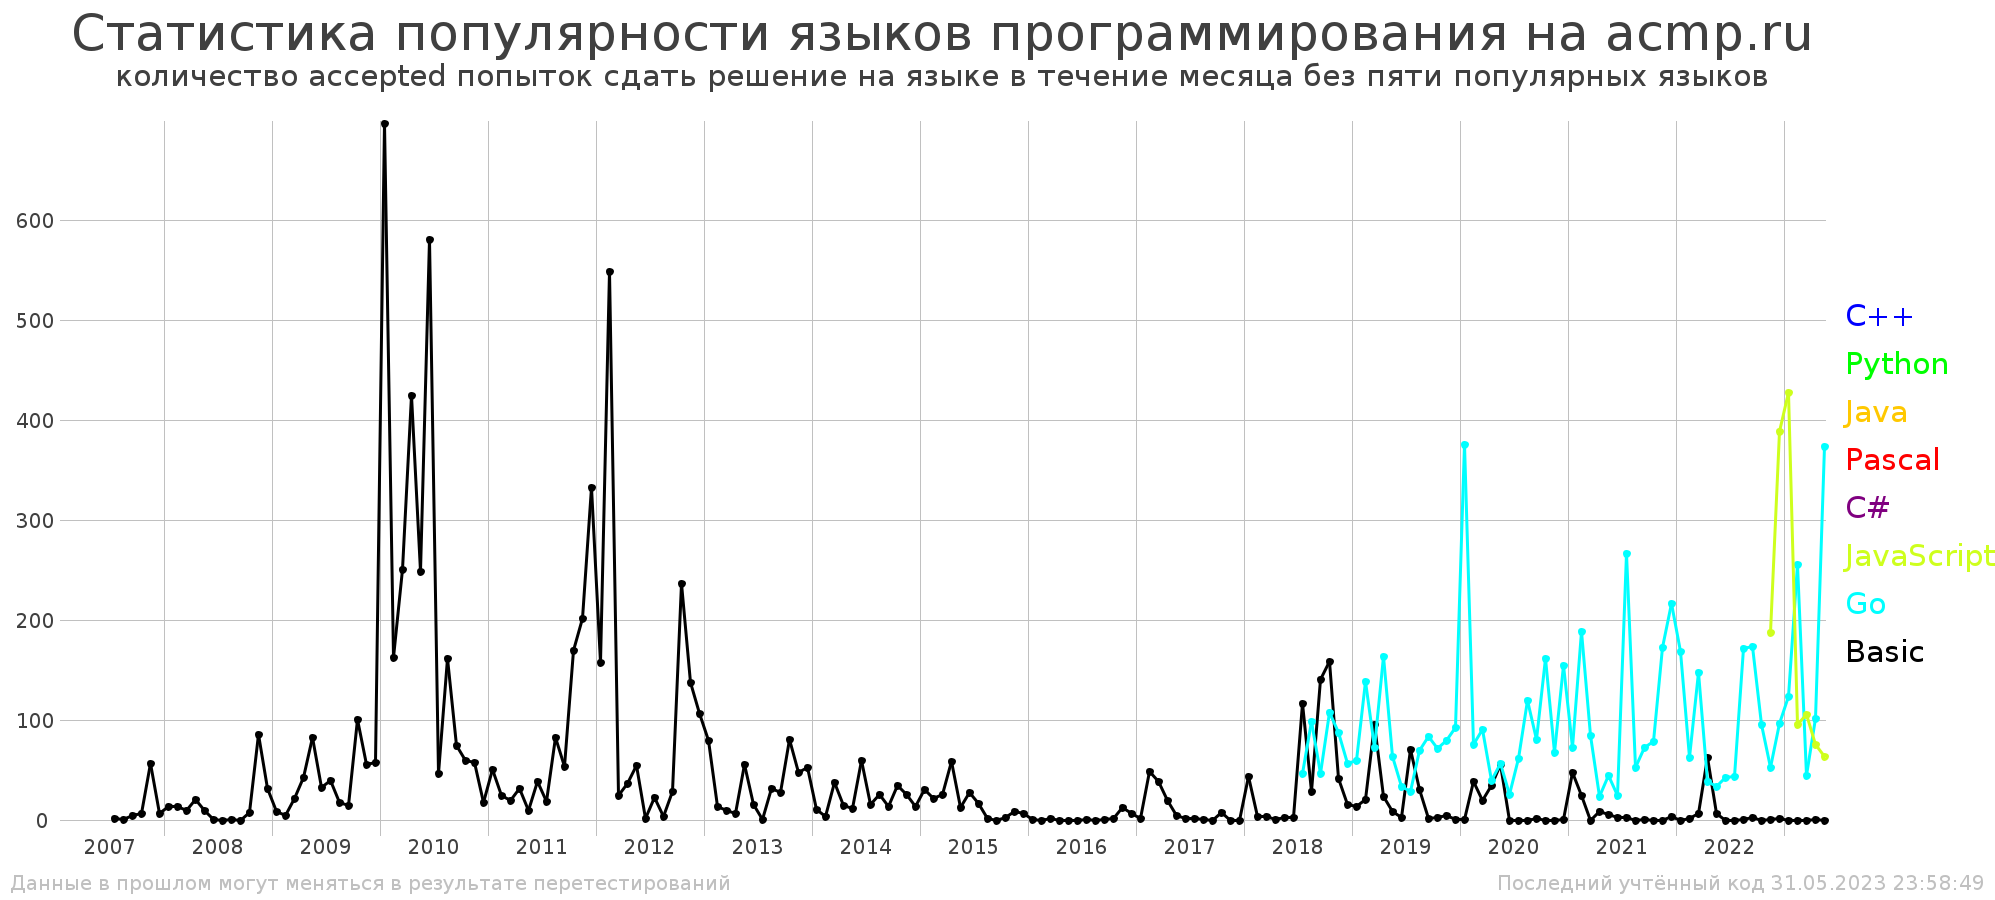 Статистика популярности языков программирования на acmp.ru
количество accepted попыток сдать решение на языке в течение месяца без пяти популярных языков
600
500
400
300
200
100
0
C++
Python
Java
Pascal
C#
JavaScript
Go
Basic
2007 2008 2009 2010 2011 2012 2013 2014 2015 2016 2017 2018 2019 2020 2021 2022
Данные в прошлом могут меняться в результате перетестирований
Последний учтённый код 31.05.2023 23:58:49